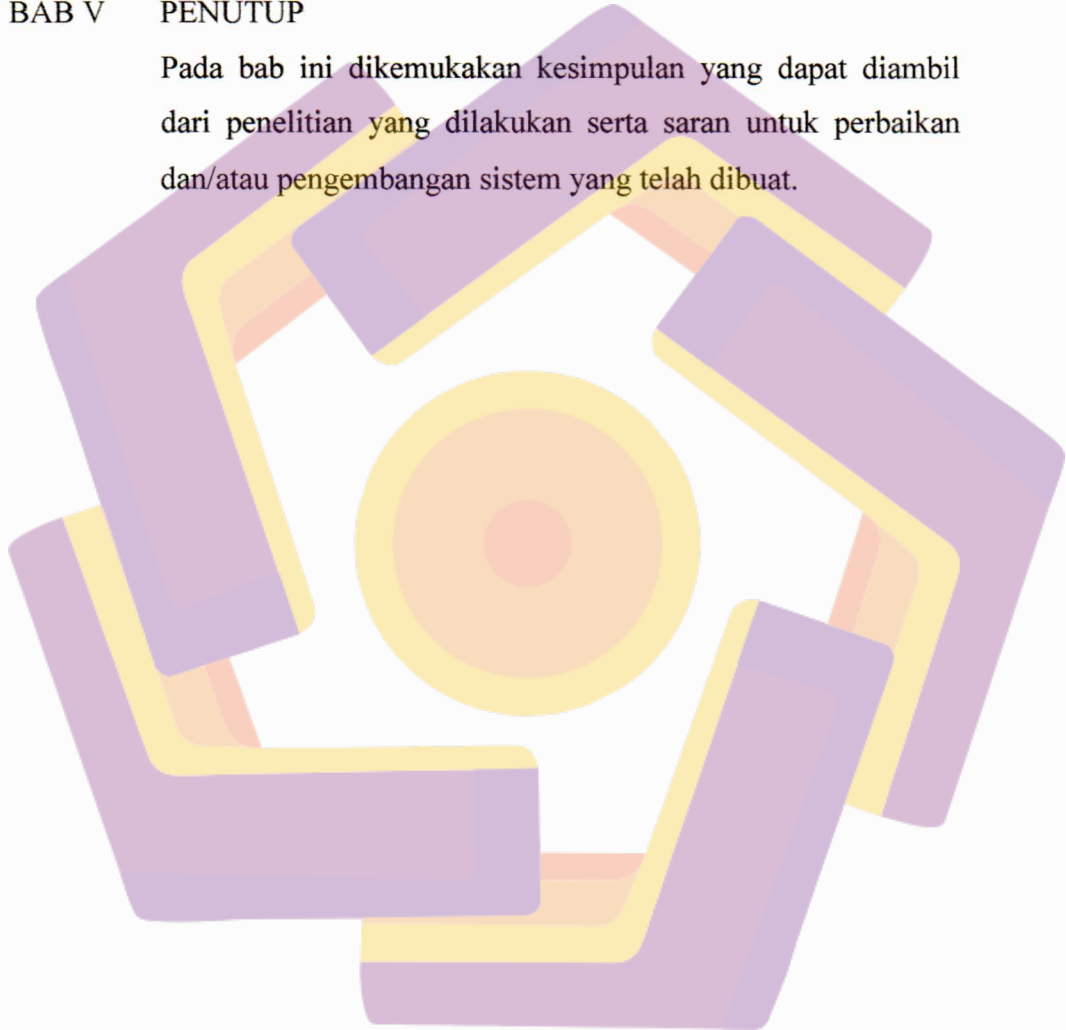 BAB V PENUTUP
Pada bab ini dikemukakan kesimpulan yang dapat diambil
dari penelitian yang dilakukan serta saran untuk perbaikan
dan/atau pengembangan sistem yang telah dibuat.